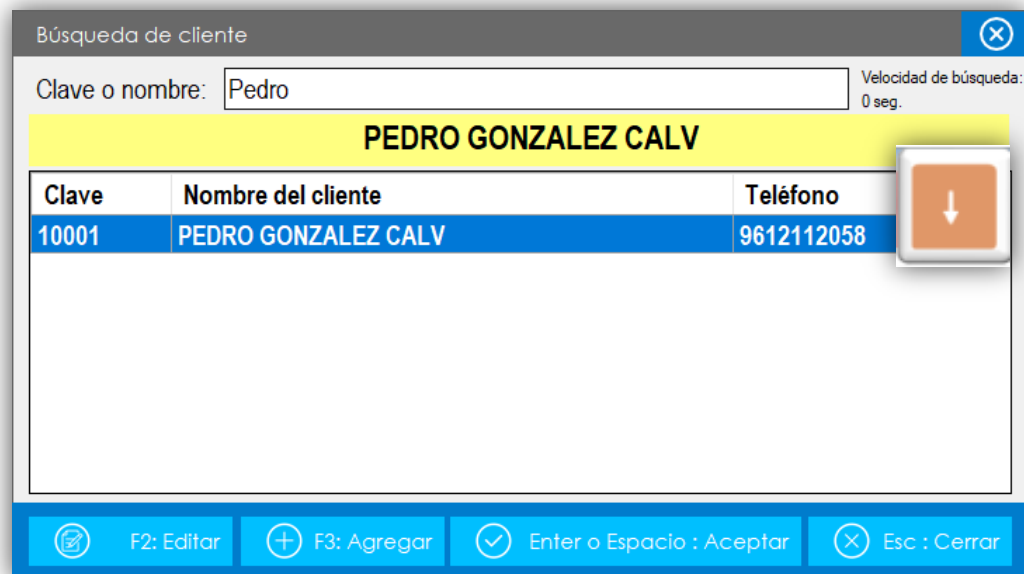 Búsqueda de cliente
Clave o nombre: Pedro
Velocidad de búsqueda:
0 seg.
PEDRO GONZALEZ CALV
Clave Nombre del cliente Teléfono
10001 PEDRO GONZALEZ CALV 9612112058
F2: Editar F3: Agregar Enter o Espacio : Aceptar Esc : Cerrar